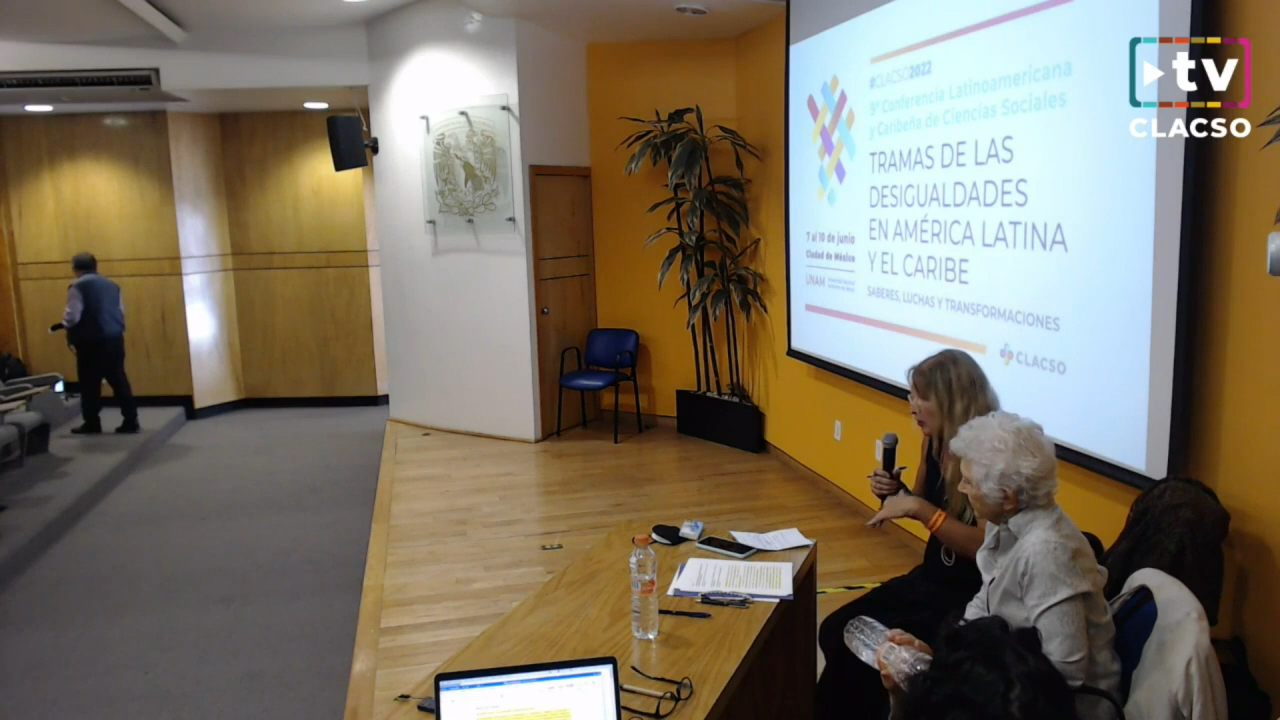 #CLACSO2022
9ª Conferencia Latinoamericana
y Caribeña de Ciencias Sociales
TRAMAS DE LAS
DESIGUALDADES
EN AMÉRICA LATINA
Y EL CARIBE
SABERES, LUCHAS Y TRANSFORMACIONES
7 al 10 de junio
Ciudad de México
UNAM
CLACSO
tv
CLACSO